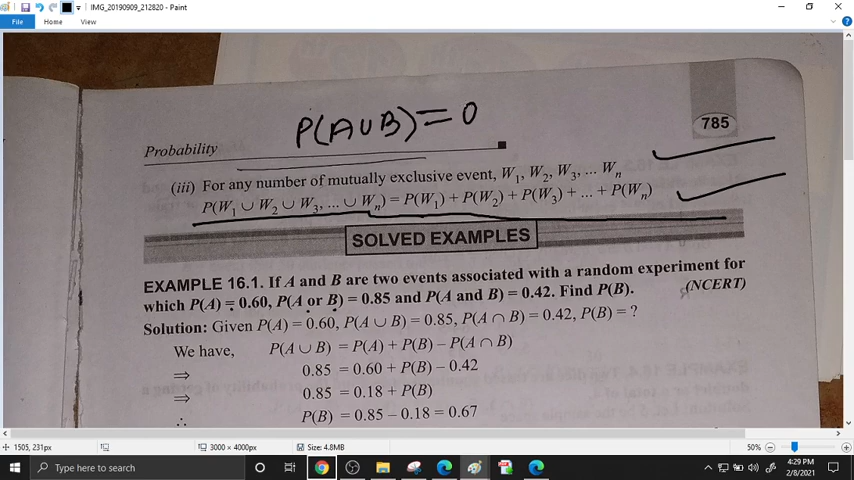 IMG_20190909_212820 - Paint
File Home View
P(A∪B) = 0
785
Probability
(iii) For any number of mutually exclusive event, W₁, W₂, W₃, ... Wₙ
P(W₁ ∪ W₂ ∪ W₃, ... ∪ Wₙ) = P(W₁) + P(W₂) + P(W₃) + ... + P(Wₙ)
SOLVED EXAMPLES
EXAMPLE 16.1. If A and B are two events associated with a random experiment for
which P(A) = 0.60, P(A or B) = 0.85 and P(A and B) = 0.42. Find P(B). (NCERT)
Solution: Given P(A) = 0.60, P(A ∪ B) = 0.85, P(A ∩ B) = 0.42, P(B) = ?
We have, P(A ∪ B) = P(A) + P(B) – P(A ∩ B)
⇒ 0.85 = 0.60 + P(B) – 0.42
⇒ 0.85 = 0.18 + P(B)
∴ P(B) = 0.85 – 0.18 = 0.67
1505, 231px 3000 × 4000px Size: 4.8MB 50%
Type here to search
4:29 PM
2/8/2021